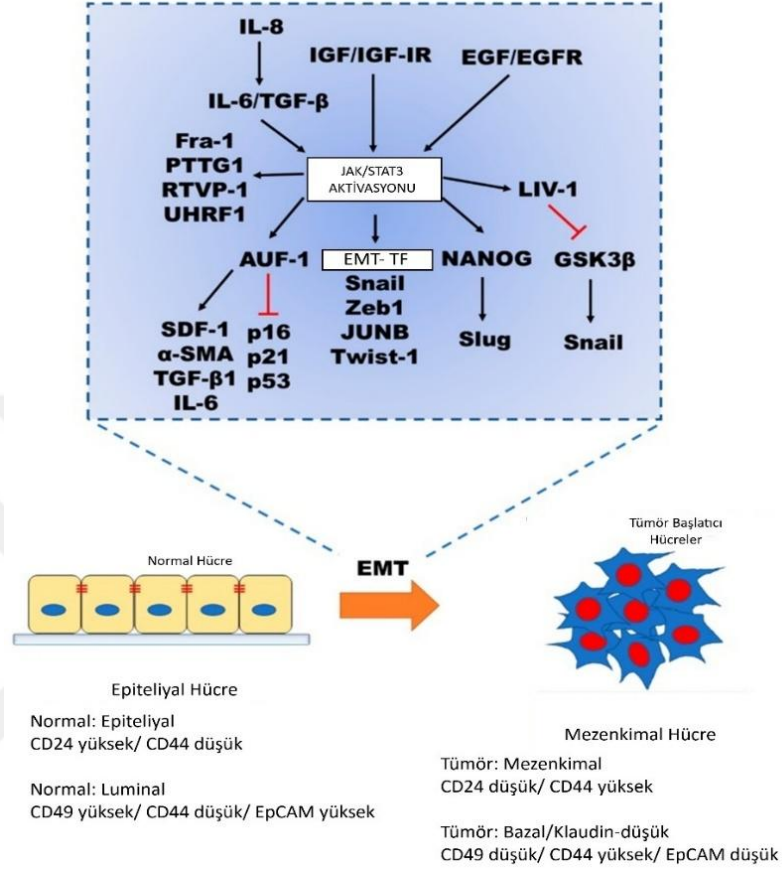 IL-8
IGF/IGF-IR
EGF/EGFR
IL-6/TGF-β
Fra-1
PTTG1
RTVP-1
UHRF1
JAK/STAT3
AKTİVASYONU
LIV-1
AUF-1
EMT- TF
NANOG
GSK3β
Snail
Zeb1
JUNB
Twist-1
SDF-1
α-SMA
TGF-β1
IL-6
p16
p21
p53
Slug
Snail
Normal Hücre
EMT
Tümör Başlatıcı
Hücreler
Epiteliyal Hücre
Normal: Epiteliyal
CD24 yüksek/ CD44 düşük
Normal: Luminal
CD49 yüksek/ CD44 düşük/ EpCAM yüksek
Mezenkimal Hücre
Tümör: Mezenkimal
CD24 düşük/ CD44 yüksek
Tümör: Bazal/Klaudin-düşük
CD49 düşük/ CD44 yüksek/ EpCAM düşük